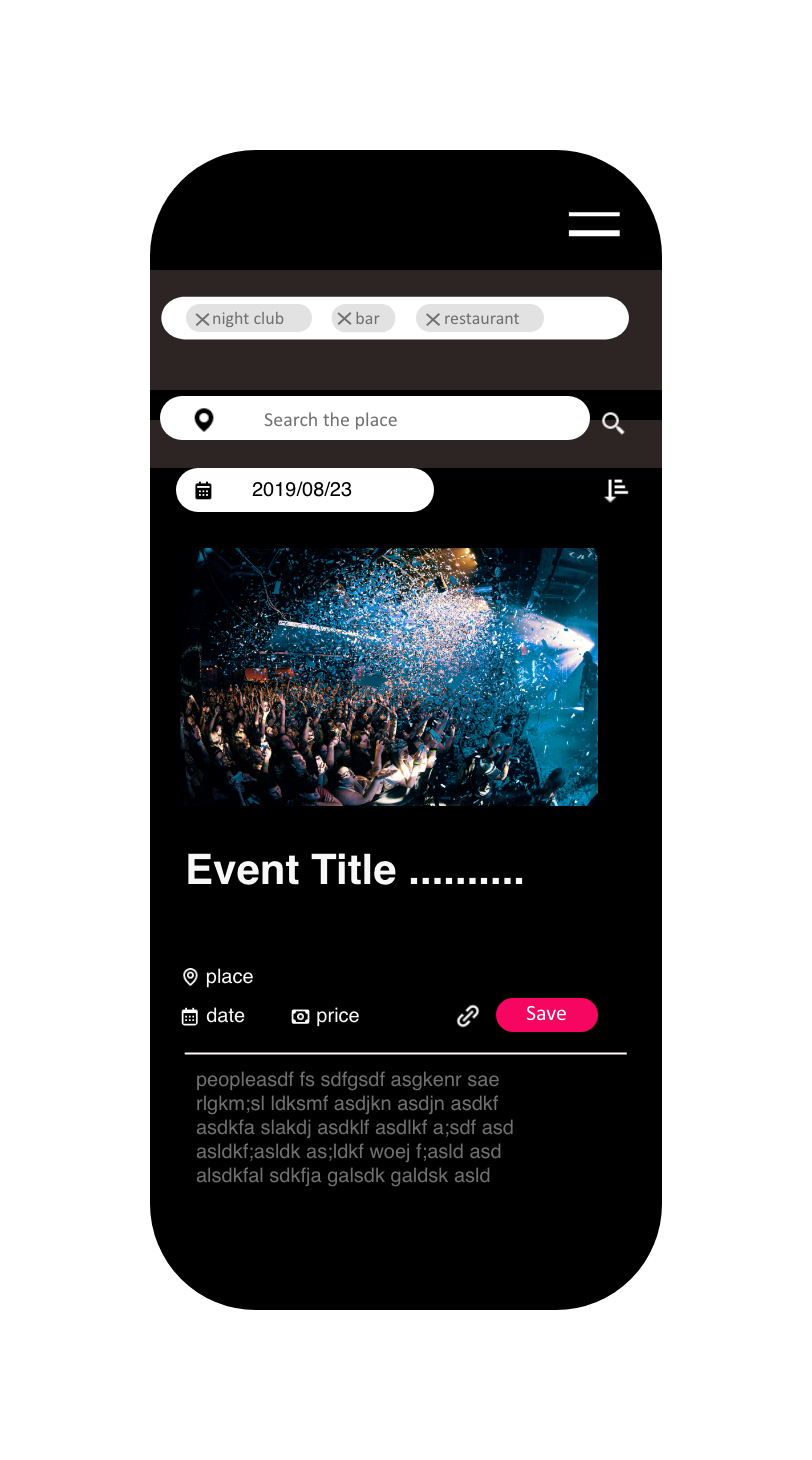 night club
bar
restaurant
Search the place
2019/08/23
Event Title ..........
place
date
price
Save
peopleasdf fs sdfgsdf asgkenr sae
rlgkm;sl ldksmf asdjkn asdjn asdkf
asdkfa slakdj asdklf asdlkf a;sdf asd
asldkf;asldk as;ldkf woej f;asld asd
alsdkfal sdkfja galsdk galdsk asld